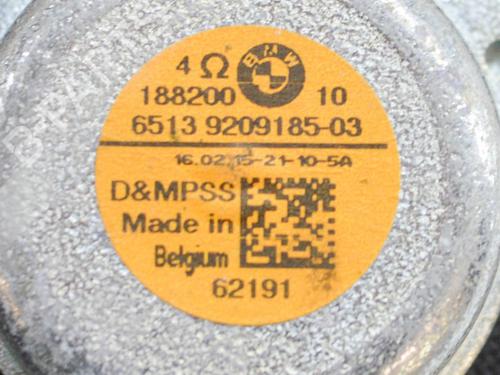 4 Ω BMW
188200 10
6513 9209185-03
16.02.15-21-10-5A
D&MPSS
Made in
Belgium
62191